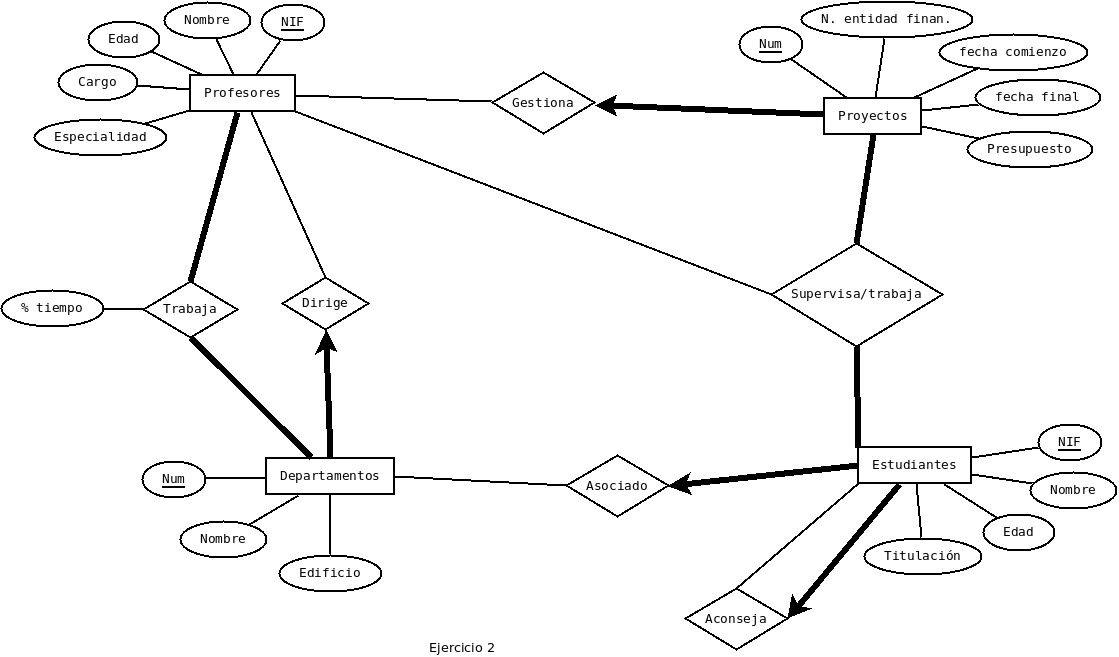 Nombre
NIF
Edad
Cargo
Profesores
Especialidad
Gestiona
N. entidad finan.
Num
fecha comienzo
fecha final
Proyectos
Presupuesto
% tiempo
Trabaja
Dirige
Supervisa/trabaja
Num
Departamentos
Nombre
Edificio
Asociado
Estudiantes
NIF
Nombre
Edad
Titulación
Aconseja
Ejercicio 2